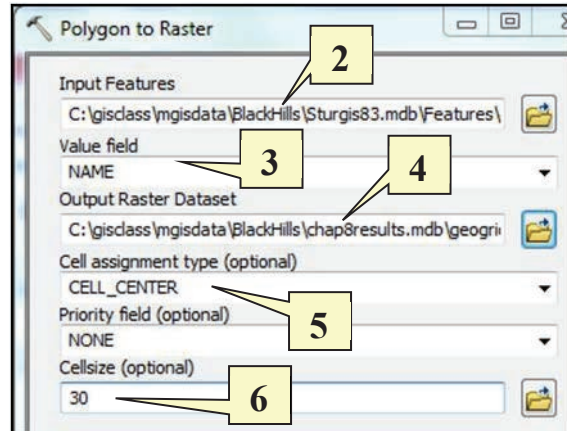 Polygon to Raster
2
Input Features
C:\gisclass\mgisdata\BlackHills\Sturgis83.mdb\Features\
Value field
3
NAME
4
Output Raster Dataset
C:\gisclass\mgisdata\BlackHills\chap8results.mdb\geogri
Cell assignment type (optional)
CELL_CENTER
5
Priority field (optional)
NONE
Cellsize (optional)
30
6